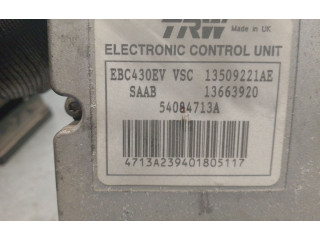 TRW
Made in UK
ELECTRONIC CONTROL UNIT
EBC430EV VSC 13509221AE
SAAB 13663920
54084713A
4713A239401805117